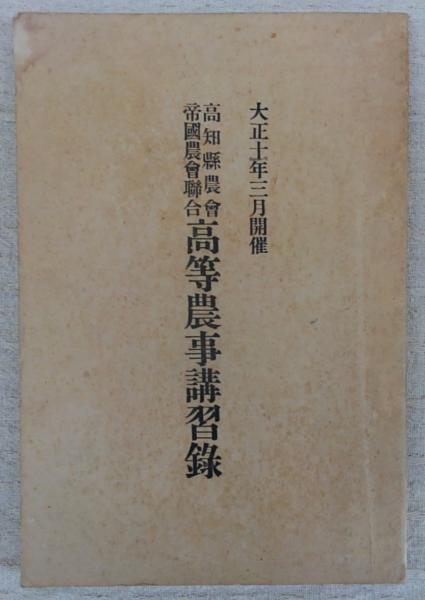 大正十年三月開催
高知縣農會
帝國農會聯合
高等農事講習錄